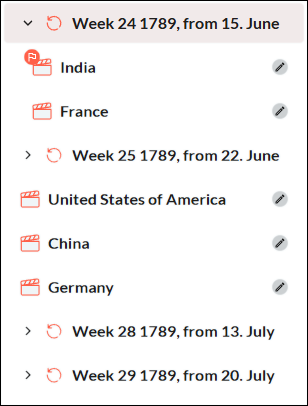 Week 24 1789, from 15. June
India
France
Week 25 1789, from 22. June
United States of America
China
Germany
Week 28 1789, from 13. July
Week 29 1789, from 20. July